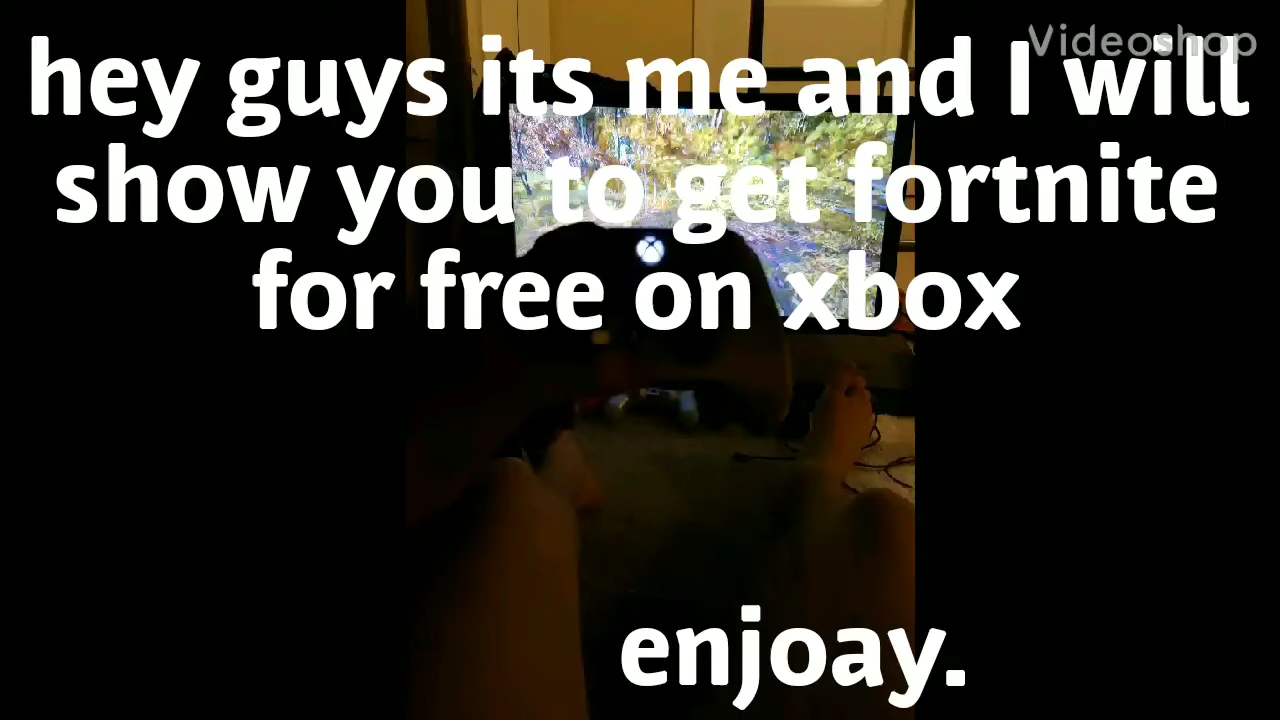 Videoshop
hey guys its me and I will
show you to get fortnite
for free on xbox
enjoay.